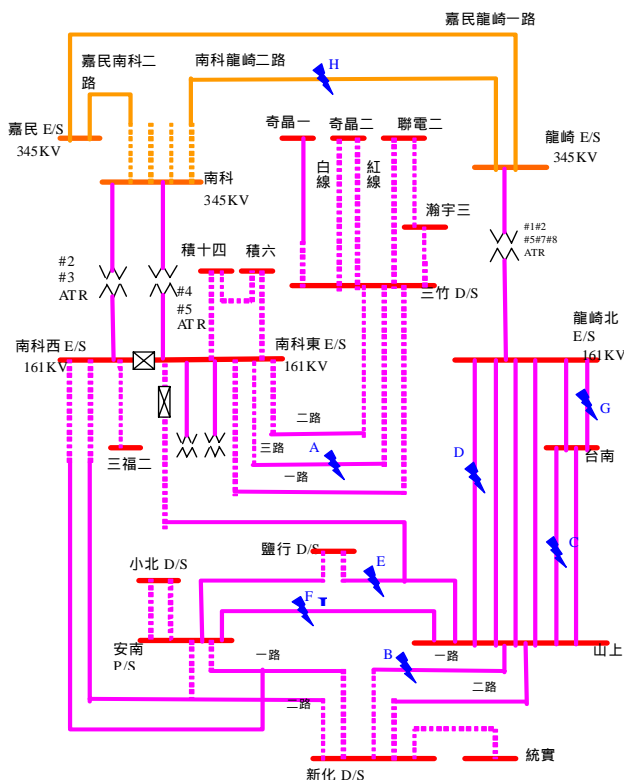 嘉民龍崎一路
嘉民南科二
路
南科龍崎二路
H
嘉民 E/S
345KV
奇晶一
奇晶二
聯電二
白線
紅線
龍崎 E/S
345KV
南科
345KV
瀚宇三
#1#2
#5#7#8
ATR
#2
#3
ATR
#4
#5
ATR
積十四
積六
三竹 D/S
龍崎北
E/S
161KV
南科西 E/S
161KV
南科東 E/S
161KV
G
二路
三路
A
一路
三福二
D
台南
C
鹽行 D/S
E
小北 D/S
F
T
安南
P/S
一路
B
一路
山上
二路
二路
新化 D/S
統實